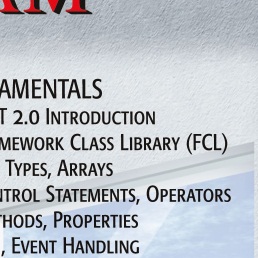 AM
AMENTALS
T 2.0 INTRODUCTION
MEWORK CLASS LIBRARY (FCL)
TYPES, ARRAYS
NTROL STATEMENTS, OPERATORS
THODS, PROPERTIES
, EVENT HANDLING